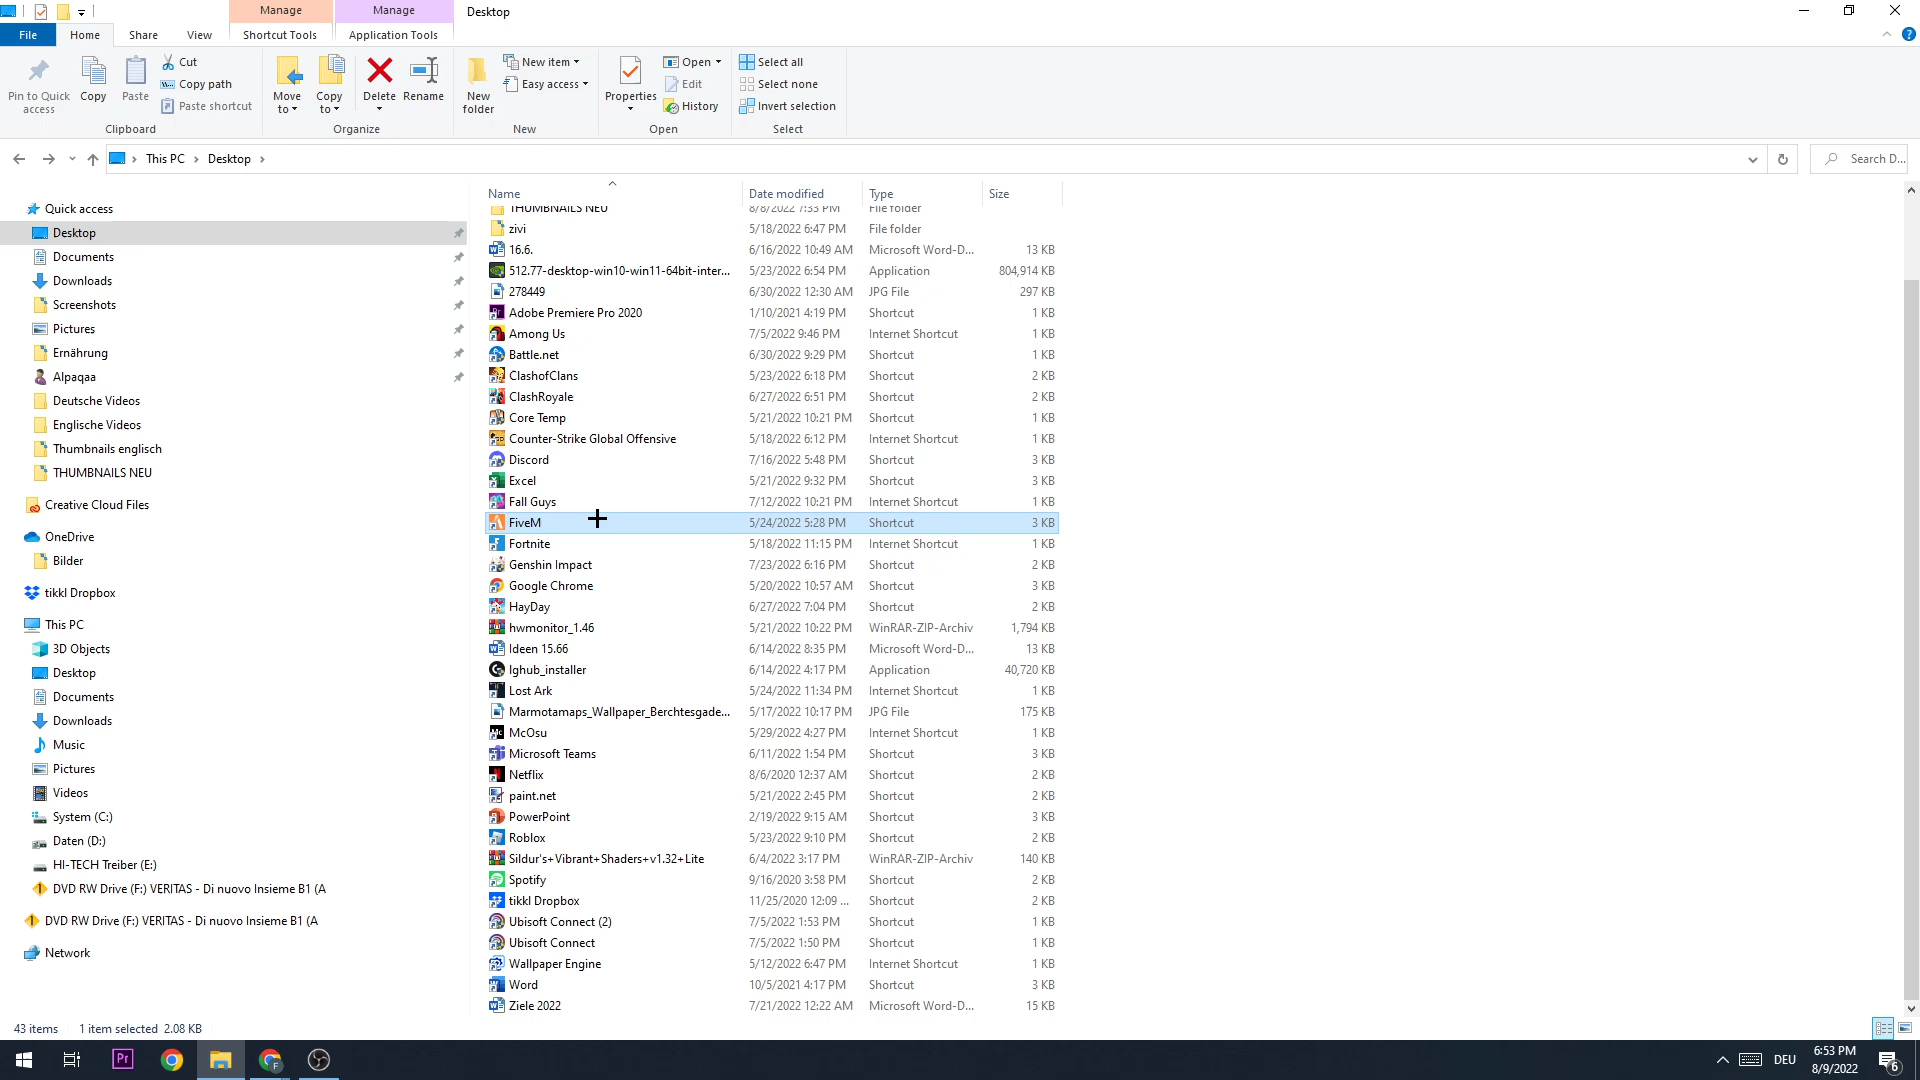 Manage
Manage
Desktop
File
Home
Share
View
Shortcut Tools
Application Tools
Pin to Quick access
Copy
Paste
Cut
Copy path
Paste shortcut
Clipboard
Move to
Copy to
Delete
Rename
Organize
New folder
New item
Easy access
New
Properties
Open
Edit
History
Open
Select all
Select none
Invert selection
Select
This PC
Desktop
Search D...
Quick access
Desktop
Documents
Downloads
Screenshots
Pictures
Ernährung
Alpaqaa
Deutsche Videos
Englische Videos
Thumbnails englisch
THUMBNAILS NEU
Creative Cloud Files
OneDrive
Bilder
tikkl Dropbox
This PC
3D Objects
Desktop
Documents
Downloads
Music
Pictures
Videos
System (C:)
Daten (D:)
HI-TECH Treiber (E:)
DVD RW Drive (F:) VERITAS - Di nuovo Insieme B1 (A
DVD RW Drive (F:) VERITAS - Di nuovo Insieme B1 (A
Network
Name Date modified Type Size
THUMBNAILS NEU 8/8/2022 7:33 PM File folder
zivi 5/18/2022 6:47 PM File folder
16.6. 6/16/2022 10:49 AM Microsoft Word-D... 13 KB
512.77-desktop-win10-win11-64bit-inter... 5/23/2022 6:54 PM Application 804,914 KB
278449 6/30/2022 12:30 AM JPG File 297 KB
Adobe Premiere Pro 2020 1/10/2021 4:19 PM Shortcut 1 KB
Among Us 7/5/2022 9:46 PM Internet Shortcut 1 KB
Battle.net 6/30/2022 9:29 PM Shortcut 1 KB
ClashofClans 5/23/2022 6:18 PM Shortcut 2 KB
ClashRoyale 6/27/2022 6:51 PM Shortcut 2 KB
Core Temp 5/21/2022 10:21 PM Shortcut 1 KB
Counter-Strike Global Offensive 5/18/2022 6:12 PM Internet Shortcut 1 KB
Discord 7/16/2022 5:48 PM Shortcut 3 KB
Excel 5/21/2022 9:32 PM Shortcut 3 KB
Fall Guys 7/12/2022 10:21 PM Internet Shortcut 1 KB
FiveM 5/24/2022 5:28 PM Shortcut 3 KB
Fortnite 5/18/2022 11:15 PM Internet Shortcut 1 KB
Genshin Impact 7/23/2022 6:16 PM Shortcut 2 KB
Google Chrome 5/20/2022 10:57 AM Shortcut 3 KB
HayDay 6/27/2022 7:04 PM Shortcut 2 KB
hwmonitor_1.46 5/21/2022 10:22 PM WinRAR-ZIP-Archiv 1,794 KB
Ideen 15.66 6/14/2022 8:35 PM Microsoft Word-D... 13 KB
lghub_installer 6/14/2022 4:17 PM Application 40,720 KB
Lost Ark 5/24/2022 11:34 PM Internet Shortcut 1 KB
Marmotamaps_Wallpaper_Berchtesgade... 5/17/2022 10:17 PM JPG File 175 KB
McOsu 5/29/2022 4:27 PM Internet Shortcut 1 KB
Microsoft Teams 6/11/2022 1:54 PM Shortcut 3 KB
Netflix 8/6/2020 12:37 AM Shortcut 2 KB
paint.net 5/21/2022 2:45 PM Shortcut 2 KB
PowerPoint 2/19/2022 9:15 AM Shortcut 3 KB
Roblox 5/23/2022 9:10 PM Shortcut 2 KB
Sildur's+Vibrant+Shaders+v1.32+Lite 6/4/2022 3:17 PM WinRAR-ZIP-Archiv 140 KB
Spotify 9/16/2020 3:58 PM Shortcut 2 KB
tikkl Dropbox 11/25/2020 12:09 ... Shortcut 2 KB
Ubisoft Connect (2) 7/5/2022 1:53 PM Shortcut 1 KB
Ubisoft Connect 7/5/2022 1:50 PM Shortcut 1 KB
Wallpaper Engine 5/12/2022 6:47 PM Internet Shortcut 1 KB
Word 10/5/2021 4:17 PM Shortcut 3 KB
Ziele 2022 7/21/2022 12:22 AM Microsoft Word-D... 15 KB
43 items 1 item selected 2.08 KB
Pr
F
DEU
6:53 PM
8/9/2022
6